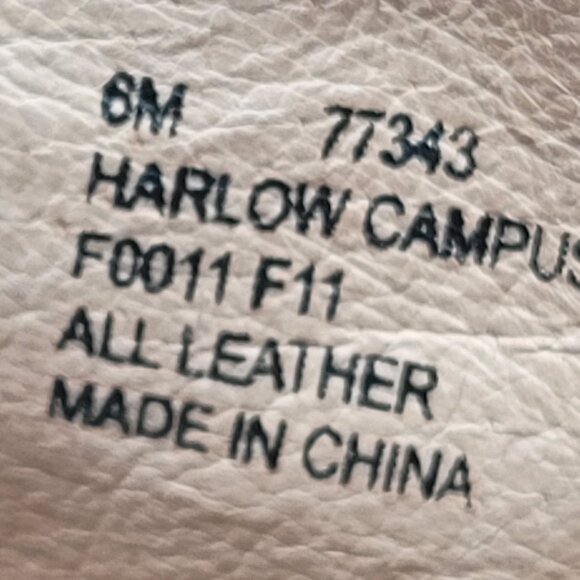 6M 77343
HARLOW CAMPUS
F0011 F11
ALL LEATHER
MADE IN CHINA